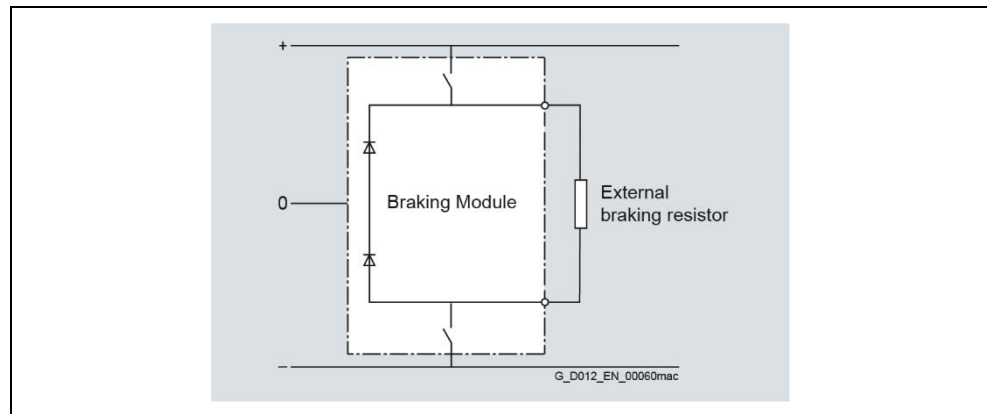 +
Braking Module
External
braking resistor
0
–
G_D012_EN_00060mac